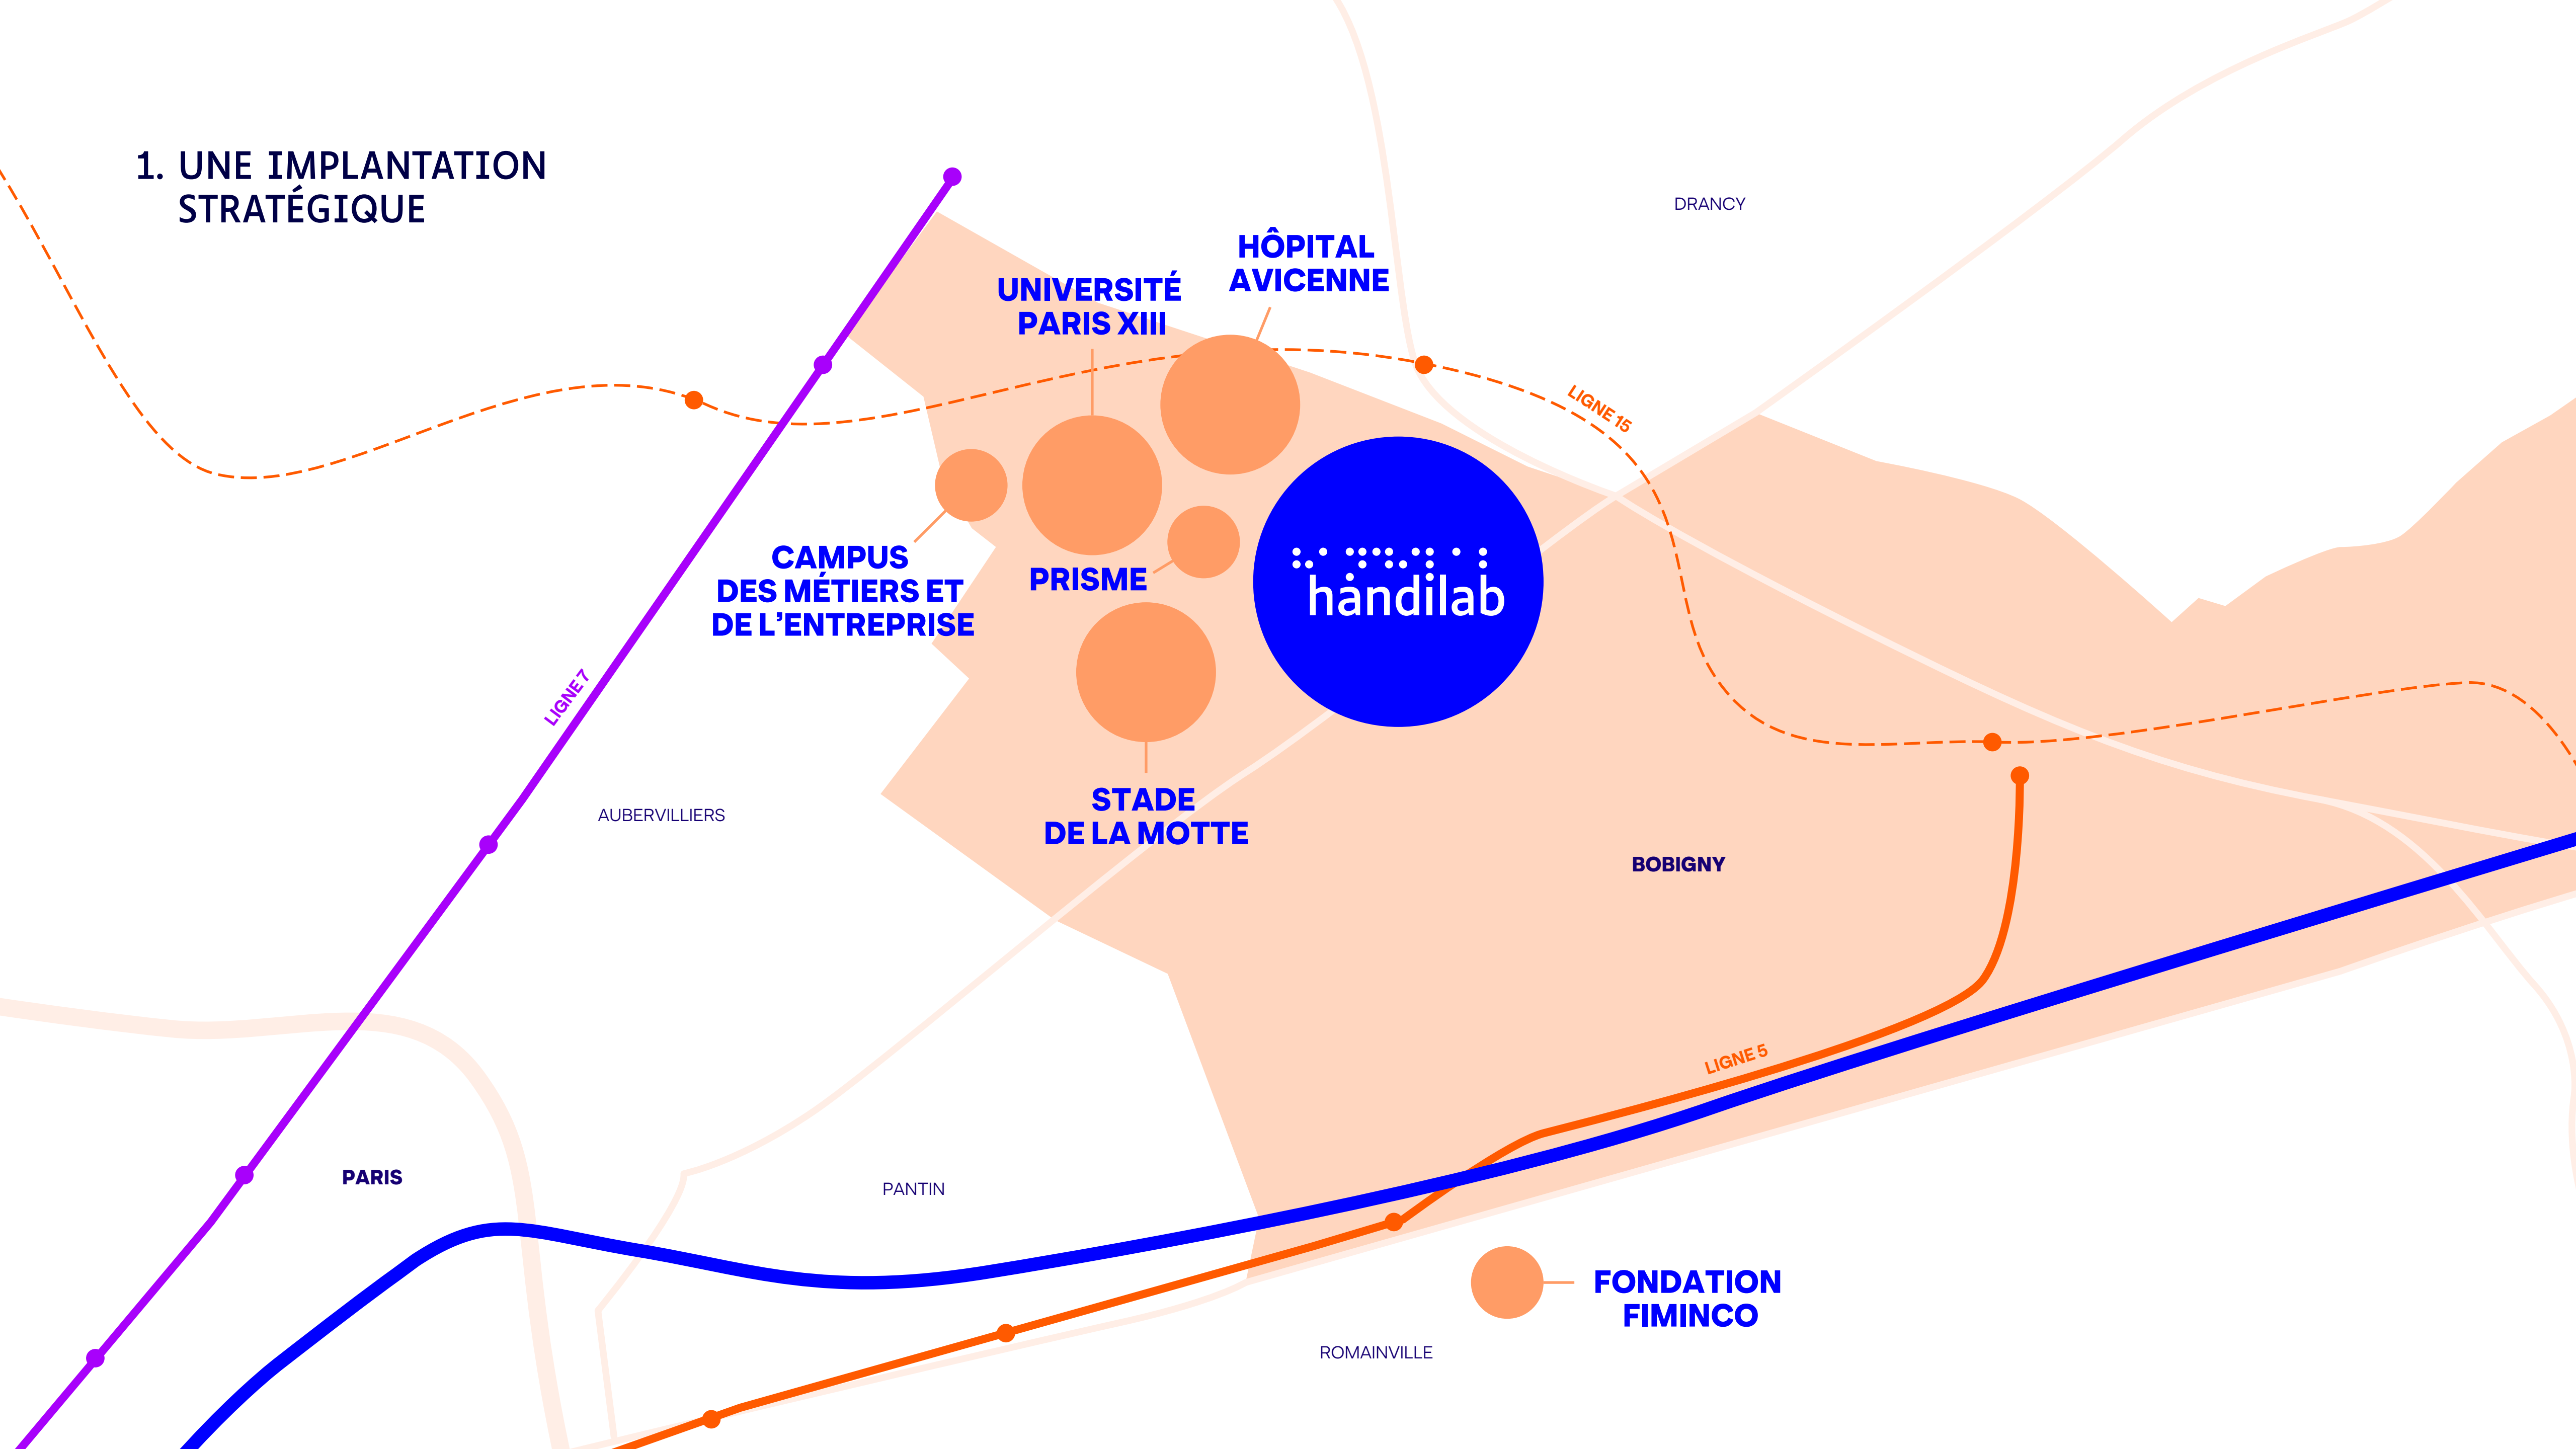 1. UNE IMPLANTATION
STRATÉGIQUE
DRANCY
HÔPITAL
AVICENNE
UNIVERSITÉ
PARIS XIII
LIGNE 15
CAMPUS
DES MÉTIERS ET
DE L’ENTREPRISE
PRISME
handilab
LIGNE 7
STADE
DE LA MOTTE
AUBERVILLIERS
BOBIGNY
LIGNE 5
PARIS
PANTIN
FONDATION
FIMINCO
ROMAINVILLE